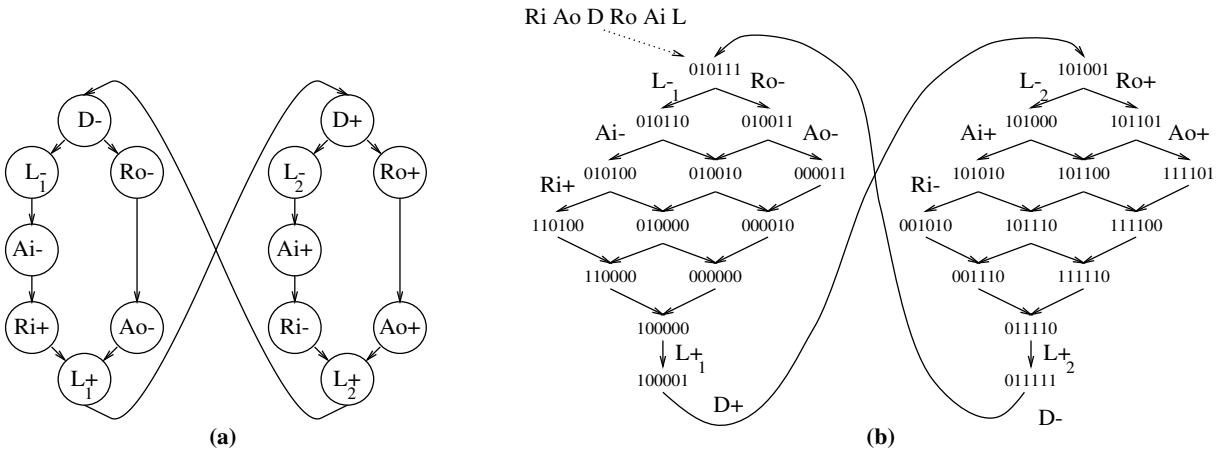 Ri Ao D Ro Ai L
D-
L-
1
Ro-
Ai-
Ri+
Ao-
L+
1
D+
L-
2
Ro+
Ai+
Ri-
Ao+
L+
2
(a)
010111
L-
1
Ro-
010110 010011
Ai- Ao-
010100 010010 000011
Ri+
110100 010000 000010
110000 000000
100000
L+
1
100001
D+
101001
L-
2
Ro+
101000 101101
Ai+ Ao+
101010 101100 111101
Ri-
001010 101110 111100
001110 111110
011110
L+
2
011111
D-
(b)